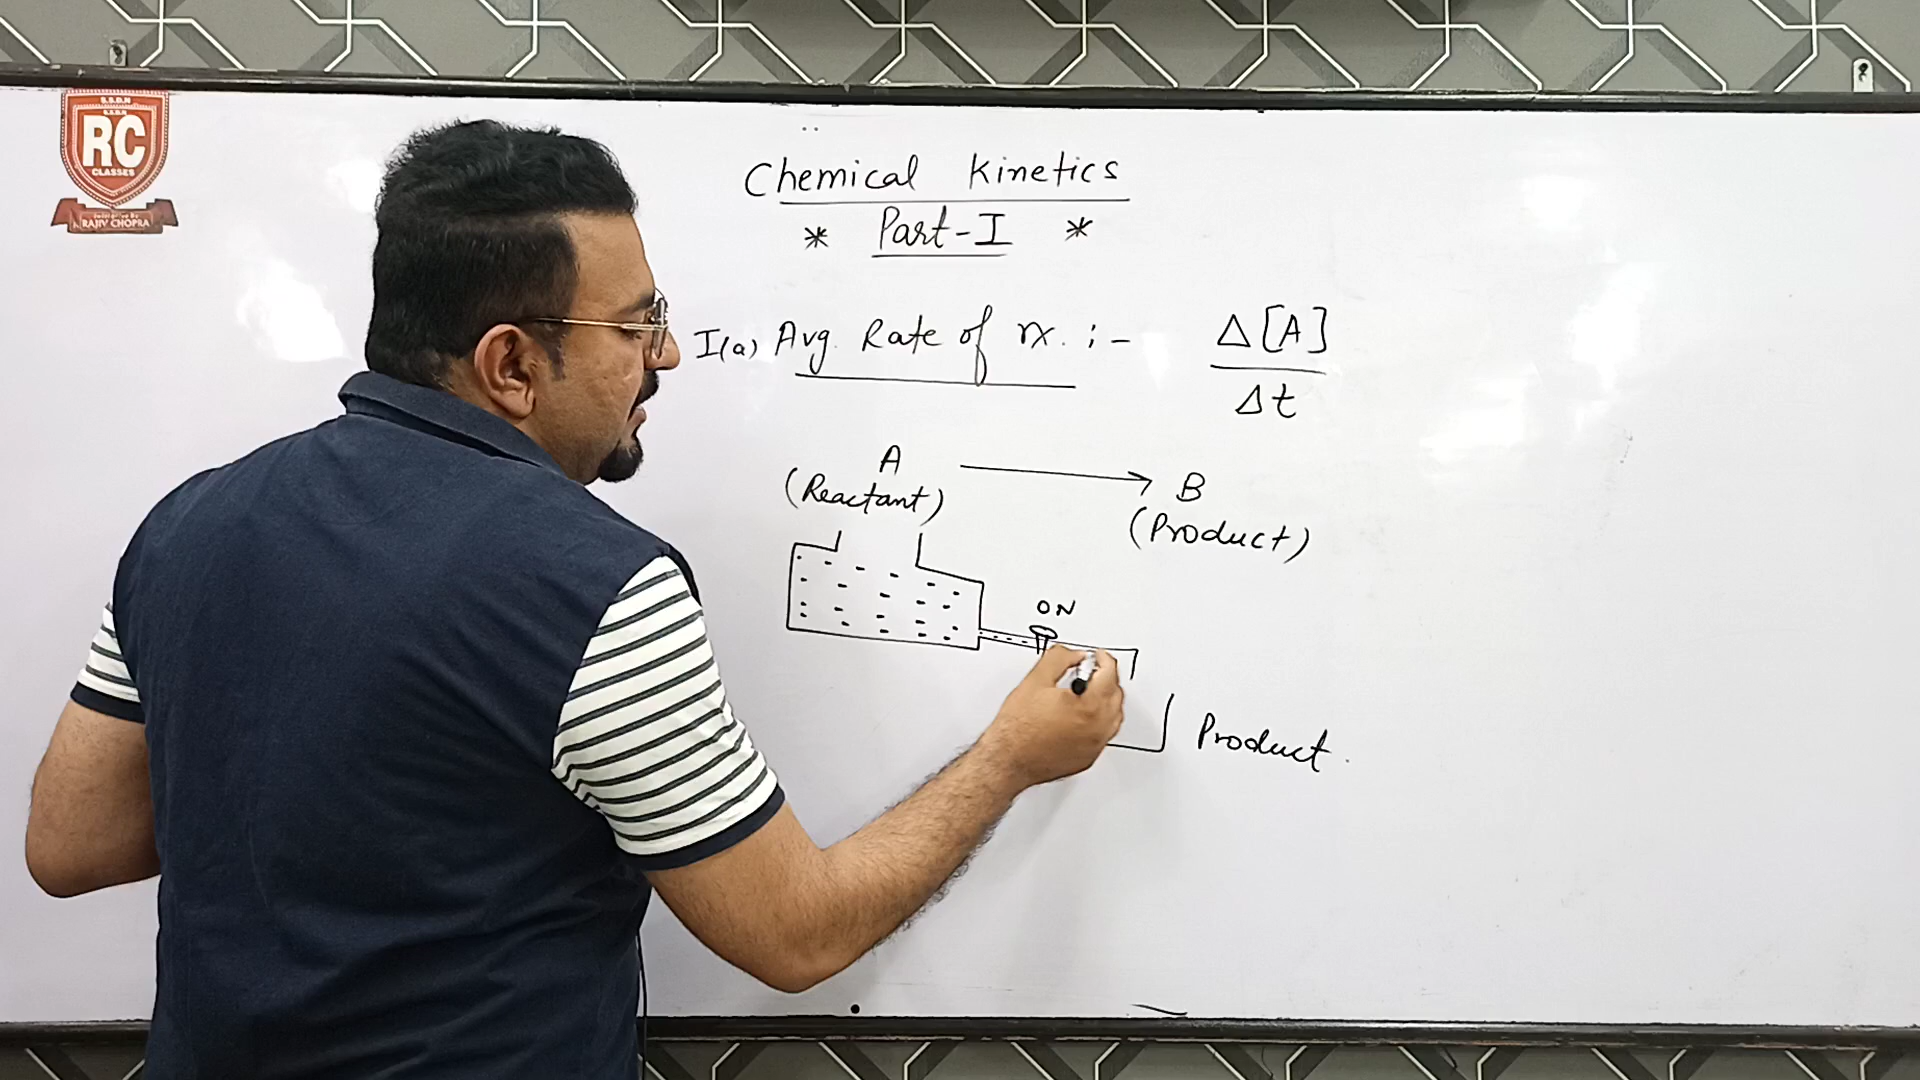 S.S.D.N
RC
CLASSES
RAJIV CHOPRA
Chemical Kinetics
* Part-I *
I(a) Avg. Rate of rx. :- Δ[A]
Δt
A → B
(Reactant) (Product)
ON
Product.